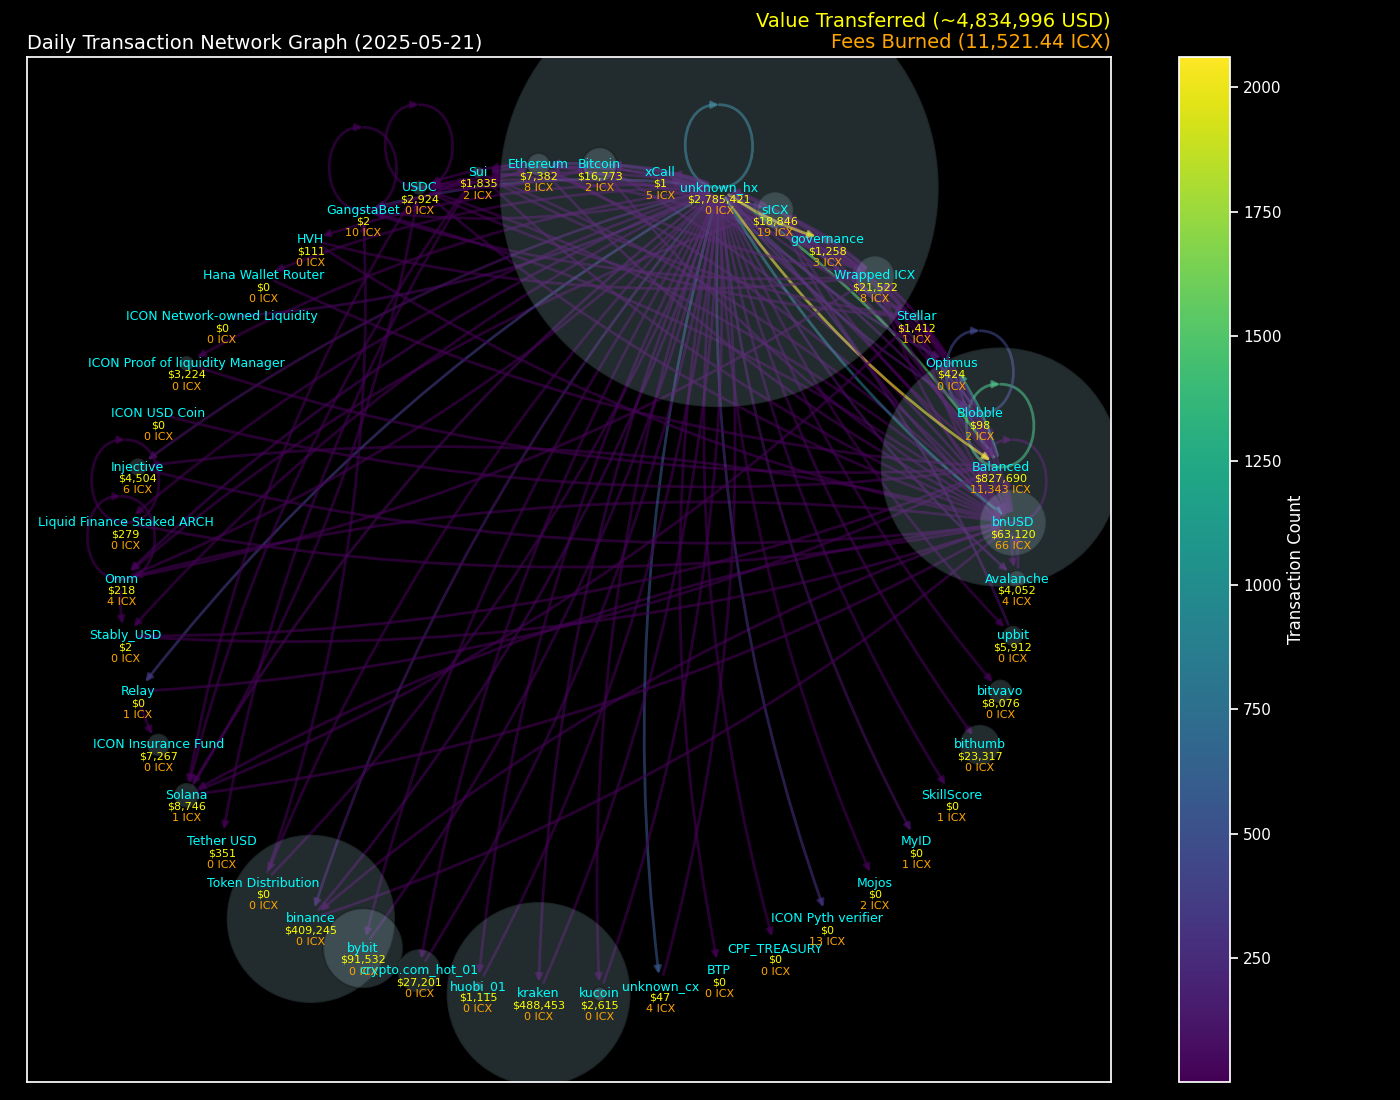 Value Transferred (~4,834,996 USD)
Daily Transaction Network Graph (2025-05-21)
Fees Burned (11,521.44 ICX)
Sui
$1,835
2 ICX
Ethereum
$7,382
8 ICX
Bitcoin
$16,773
2 ICX
xCall
$1
5 ICX
unknown_hx
$2,785,421
0 ICX
USDC
$2,924
0 ICX
sICX
$18,846
19 ICX
GangstaBet
$2
10 ICX
governance
$1,258
3 ICX
HVH
$111
0 ICX
Wrapped ICX
$21,522
8 ICX
Hana Wallet Router
$0
0 ICX
Stellar
$1,412
1 ICX
ICON Network-owned Liquidity
$0
0 ICX
Optimus
$424
0 ICX
ICON Proof of liquidity Manager
$3,224
0 ICX
Blobble
$98
2 ICX
ICON USD Coin
$0
0 ICX
Balanced
$827,690
11,343 ICX
Injective
$4,504
6 ICX
bnUSD
$63,120
66 ICX
Liquid Finance Staked ARCH
$279
0 ICX
Avalanche
$4,052
4 ICX
Omm
$218
4 ICX
upbit
$5,912
0 ICX
Stably_USD
$2
0 ICX
bitvavo
$8,076
0 ICX
Relay
$0
1 ICX
bithumb
$23,317
0 ICX
ICON Insurance Fund
$7,267
0 ICX
SkillScore
$0
1 ICX
Solana
$8,746
1 ICX
MyID
$0
1 ICX
Tether USD
$351
0 ICX
Mojos
$0
2 ICX
Token Distribution
$0
0 ICX
ICON Pyth verifier
$0
13 ICX
binance
$409,245
0 ICX
CPF_TREASURY
$0
0 ICX
bybit
$91,532
0 ICX
crypto.com_hot_01
$27,201
0 ICX
BTP
$0
0 ICX
huobi_01
$1,115
0 ICX
kraken
$488,453
0 ICX
kucoin
$2,615
0 ICX
unknown_cx
$47
4 ICX
2000
1750
1500
1250
1000
750
500
250
Transaction Count